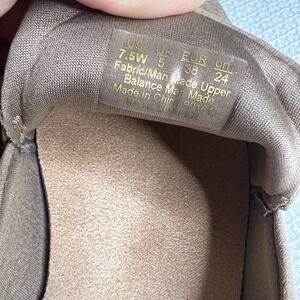 US UK EUR cm
7.5W 5 38 24
Fabric/Man Made Upper
Balance Man Made
Made in China